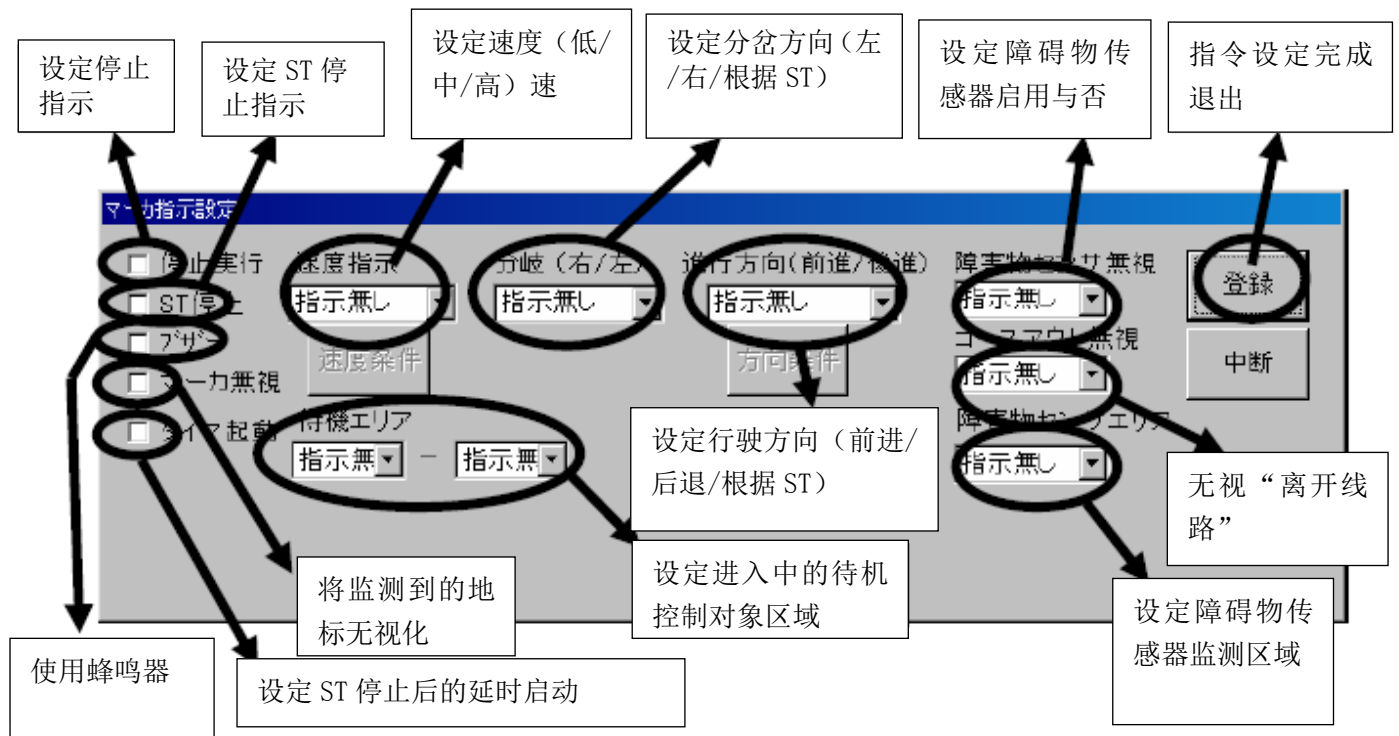 设定停止
指示
设定 ST 停
止指示
设定速度（低/
中/高）速
设定分岔方向（左
/右/根据 ST）
设定障碍物传
感器启用与否
指令设定完成
退出
マーカ指示設定
停止実行
速度指示
分岐（右/左）
進行方向(前進/後進)
障害物センサ無視
登録
ST停止
指示無し
指示無し
指示無し
指示無し
ブザー
速度条件
方向条件
コースアウト無視
指示無し
中断
マーカ無視
タイマ起動
待機エリア
指示無
－
指示無
障害物センサエリア
指示無し
设定行驶方向（前进/
后退/根据 ST）
无视“离开线
路”
将监测到的地
标无视化
设定进入中的待机
控制对象区域
设定障碍物传
感器监测区域
使用蜂鸣器
设定 ST 停止后的延时启动